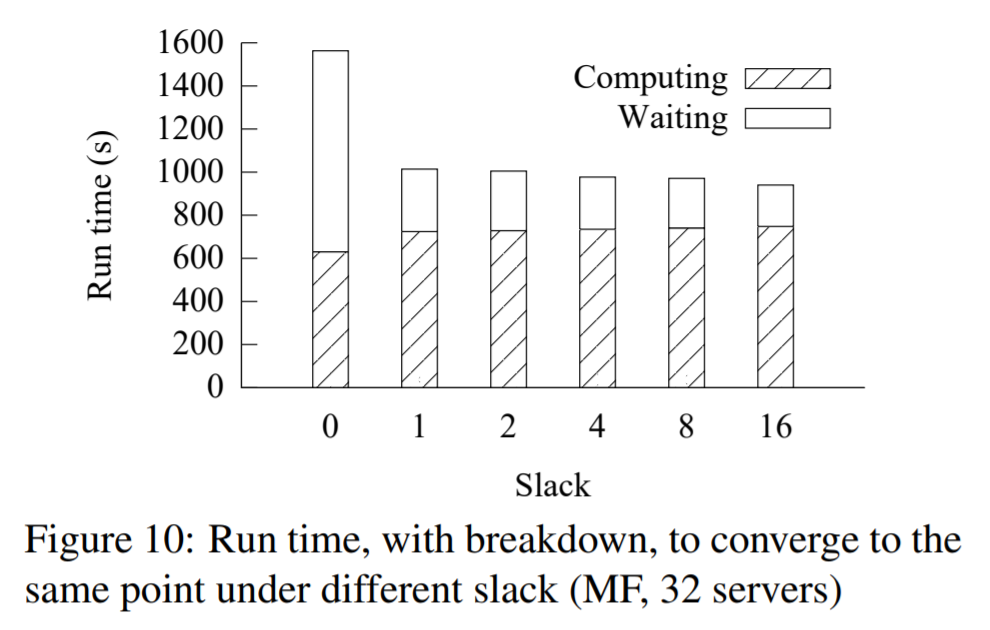 1600
1400
1200
1000
800
600
400
200
0
Run time (s)
Computing
Waiting
0 1 2 4 8 16
Slack
Figure 10: Run time, with breakdown, to converge to the
same point under different slack (MF, 32 servers)